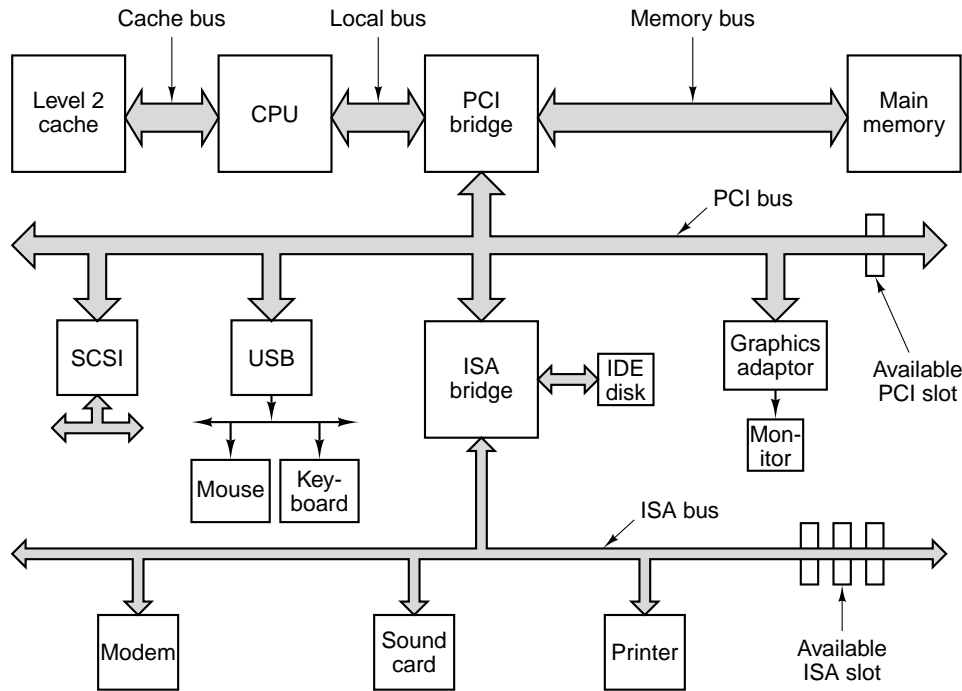 Cache bus
Local bus
Memory bus
Level 2
cache
CPU
PCI
bridge
Main
memory
PCI bus
SCSI
USB
ISA
bridge
IDE
disk
Graphics
adaptor
Available
PCI slot
Mon-
itor
Mouse
Key-
board
ISA bus
Modem
Sound
card
Printer
Available
ISA slot